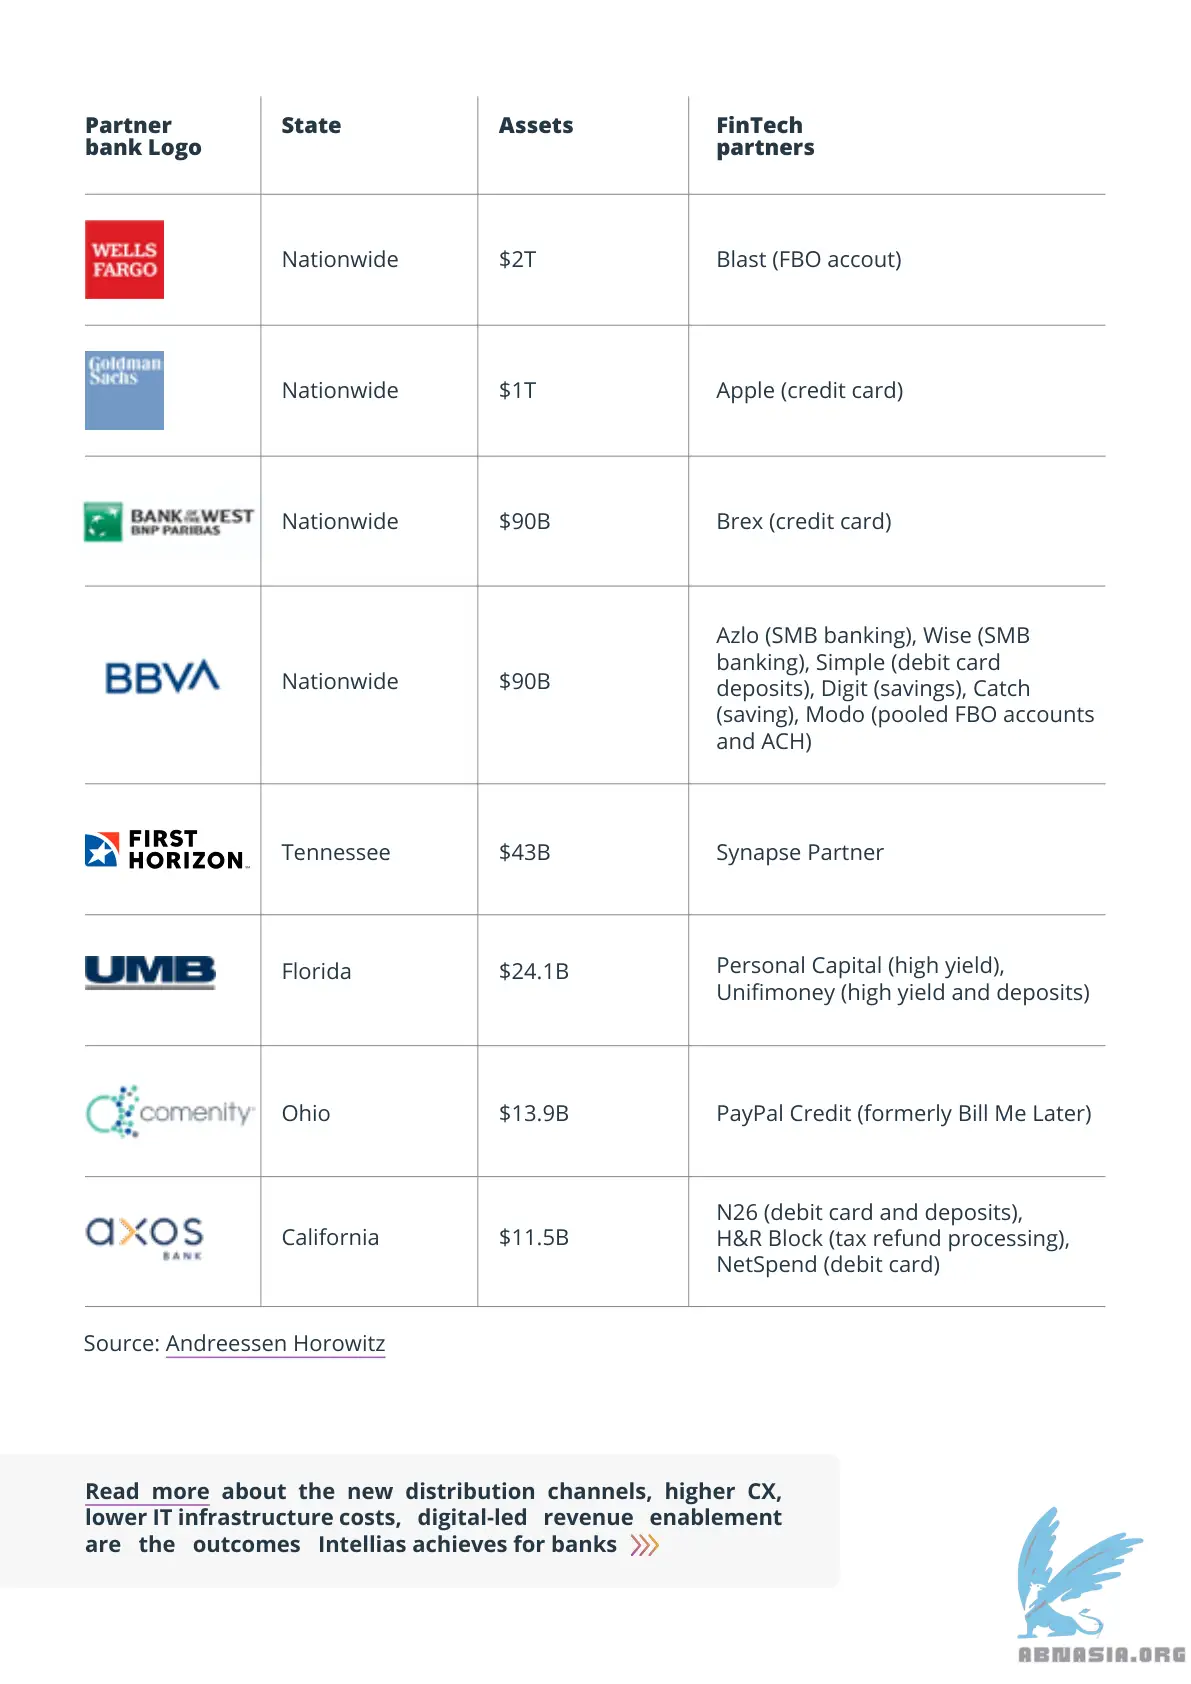 Partner
bank Logo
State
Assets
FinTech
partners
WELLS
FARGO
Nationwide
$2T
Blast (FBO accout)
Goldman
Sachs
Nationwide
$1T
Apple (credit card)
BANK OF THE WEST
BNP PARIBAS
Nationwide
$90B
Brex (credit card)
BBVA
Nationwide
$90B
Azlo (SMB banking), Wise (SMB
banking), Simple (debit card
deposits), Digit (savings), Catch
(saving), Modo (pooled FBO accounts
and ACH)
FIRST
HORIZON
Tennessee
$43B
Synapse Partner
UMB
Florida
$24.1B
Personal Capital (high yield),
Unifimoney (high yield and deposits)
comenity
Ohio
$13.9B
PayPal Credit (formerly Bill Me Later)
axos
BANK
California
$11.5B
N26 (debit card and deposits),
H&R Block (tax refund processing),
NetSpend (debit card)
Source: Andreessen Horowitz
Read more about the new distribution channels, higher CX,
lower IT infrastructure costs, digital-led revenue enablement
are the outcomes Intellias achieves for banks
ABNASIA.ORG